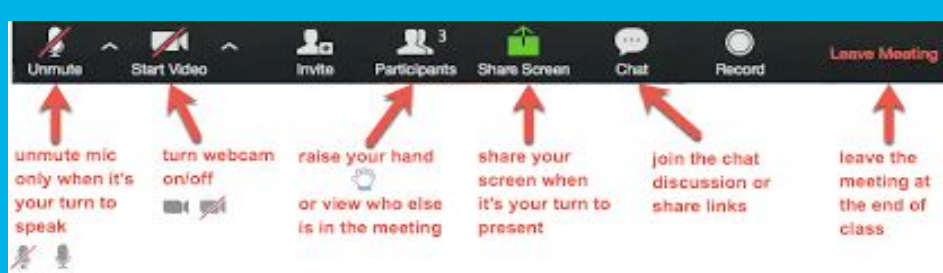 3
Unmute Start Video Invite Participants Share Screen Chat Record Leave Meeting
unmute mic
only when it's
your turn to
speak
turn webcam
on/off
raise your hand
or view who else
is in the meeting
share your
screen when
it's your turn to
present
join the chat
discussion or
share links
leave the
meeting at
the end of
class